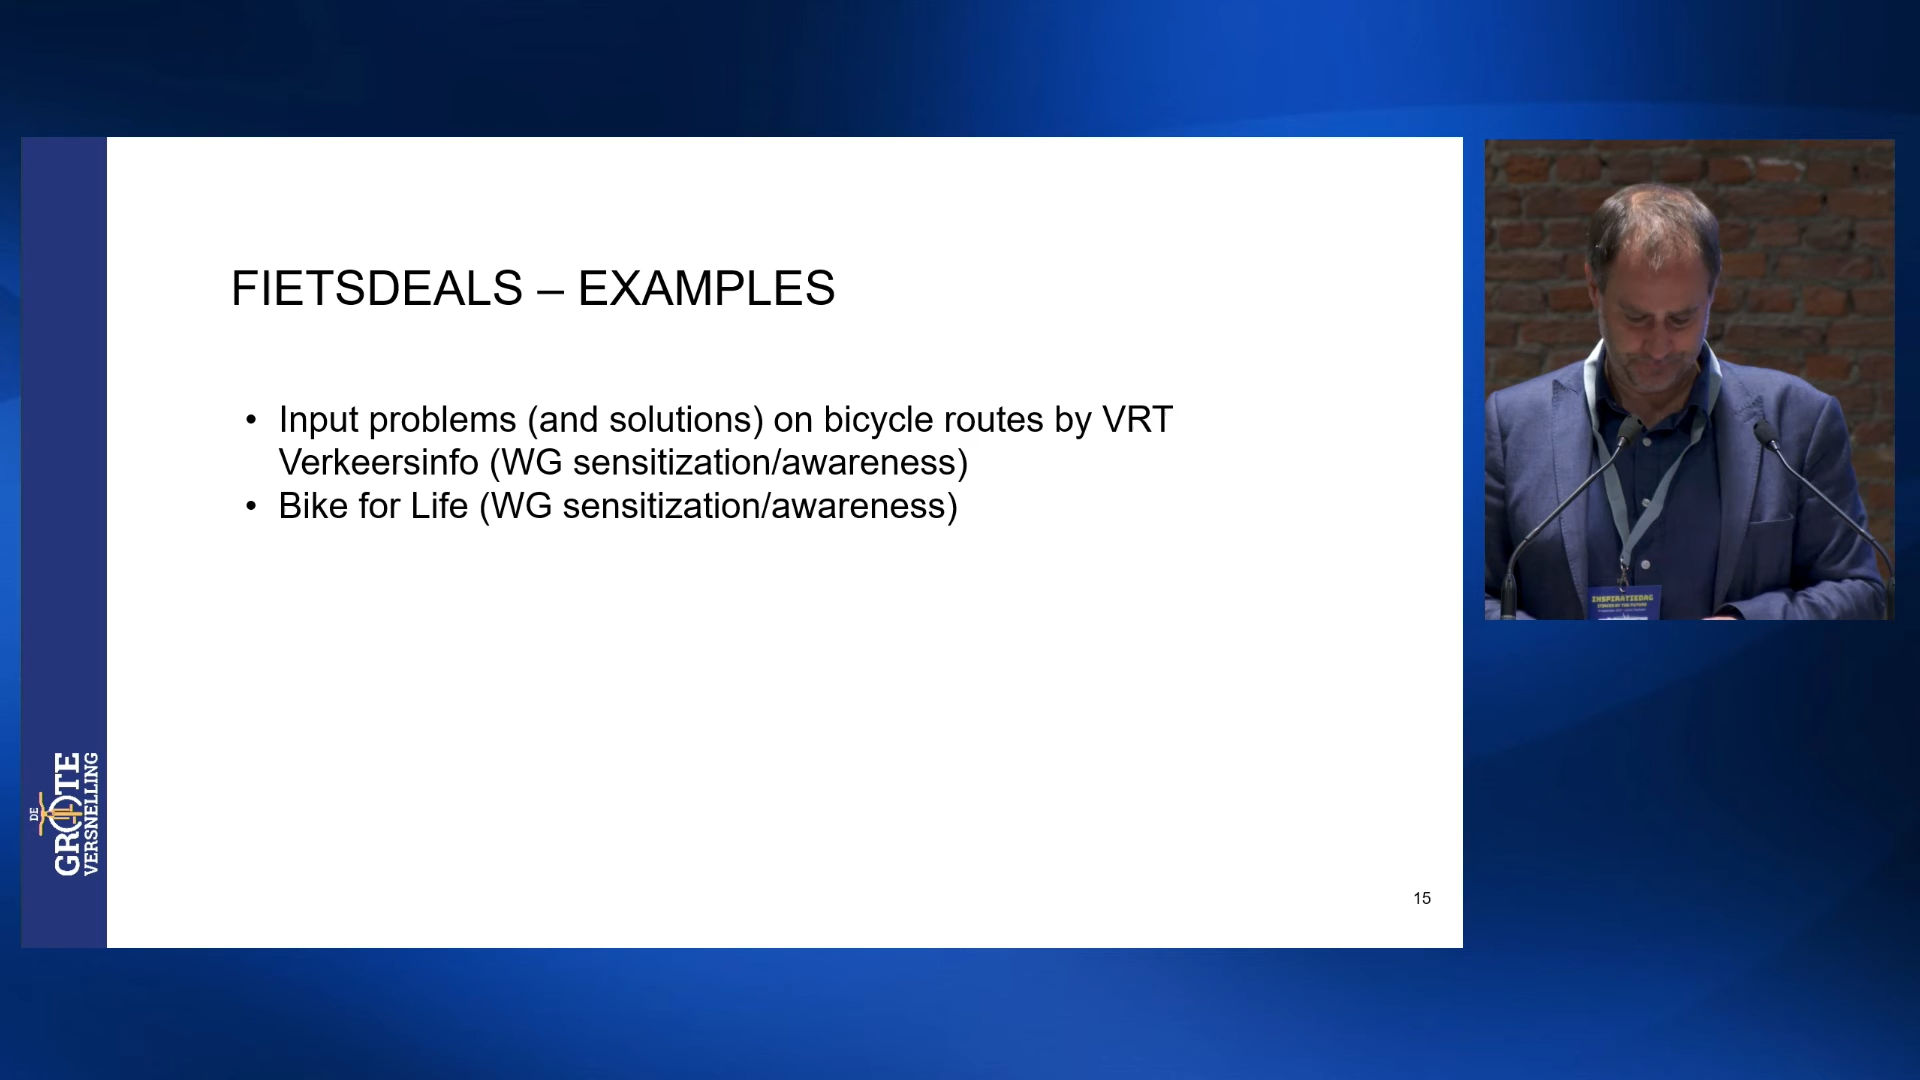 FIETSDEALS – EXAMPLES
• Input problems (and solutions) on bicycle routes by VRT
Verkeersinfo (WG sensitization/awareness)
• Bike for Life (WG sensitization/awareness)
DE
GROTE
VERSNELLING
15
INSPIRATIEDAG